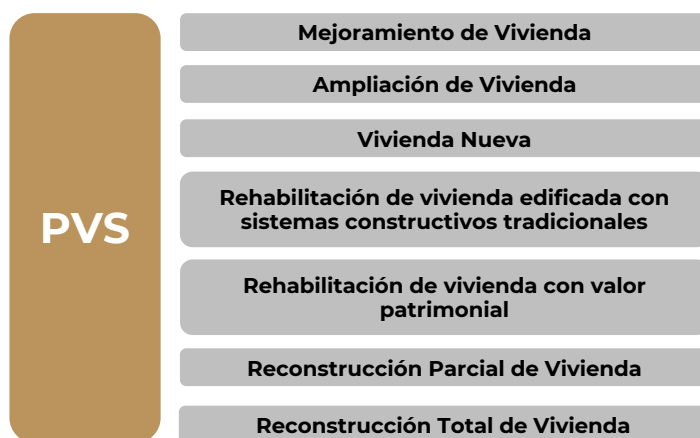 PVS
Mejoramiento de Vivienda
Ampliación de Vivienda
Vivienda Nueva
Rehabilitación de vivienda edificada con
sistemas constructivos tradicionales
Rehabilitación de vivienda con valor
patrimonial
Reconstrucción Parcial de Vivienda
Reconstrucción Total de Vivienda